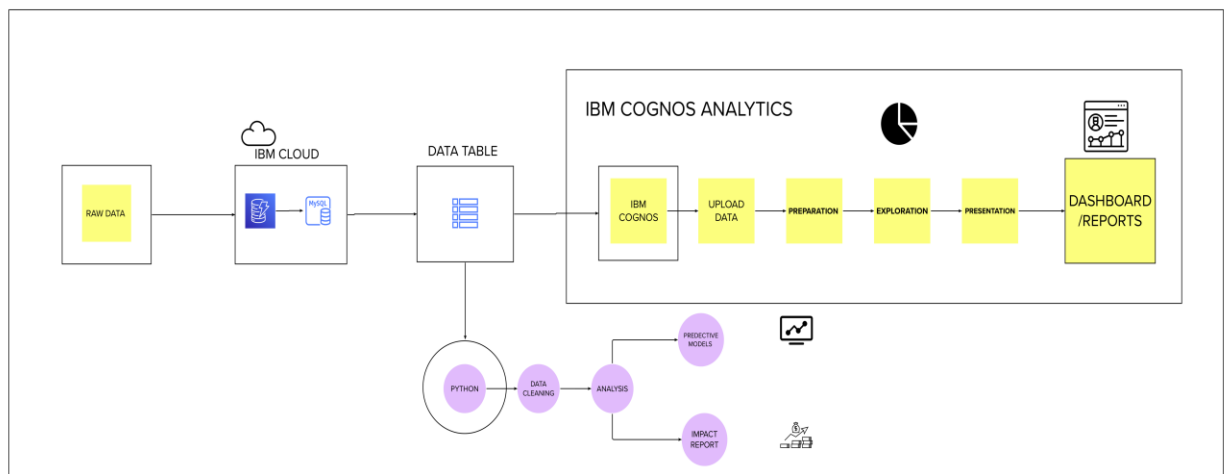 IBM COGNOS ANALYTICS
IBM CLOUD
DATA TABLE
RAW DATA
MySQL
IBM
COGNOS
UPLOAD
DATA
PREPARATION
EXPLORATION
PRESENTATION
DASHBOARD
/REPORTS
PYTHON
DATA
CLEANING
ANALYSIS
PREDECTIVE
MODELS
IMPACT
REPORT